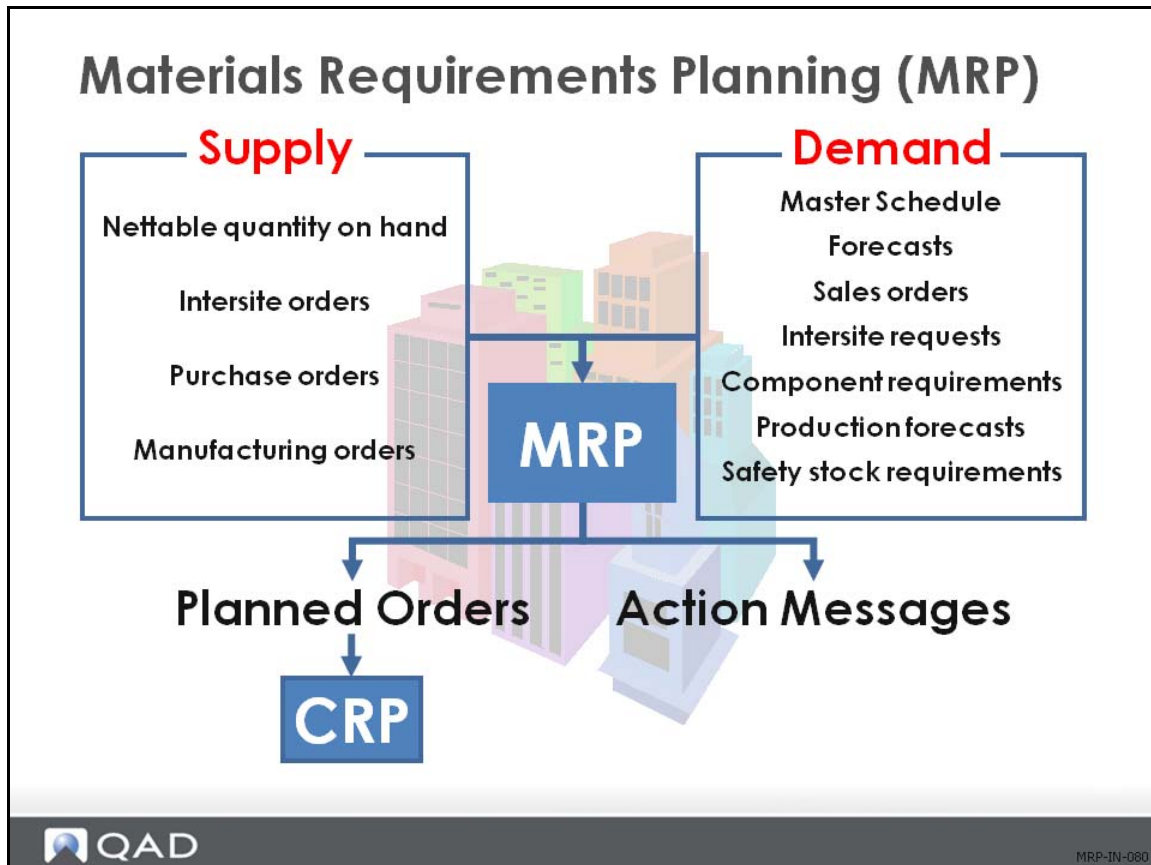 Materials Requirements Planning (MRP)
Supply
Nettable quantity on hand
Intersite orders
Purchase orders
Manufacturing orders
Demand
Master Schedule
Forecasts
Sales orders
Intersite requests
Component requirements
Production forecasts
Safety stock requirements
MRP
Planned Orders
Action Messages
CRP
QAD
MRP-IN-080